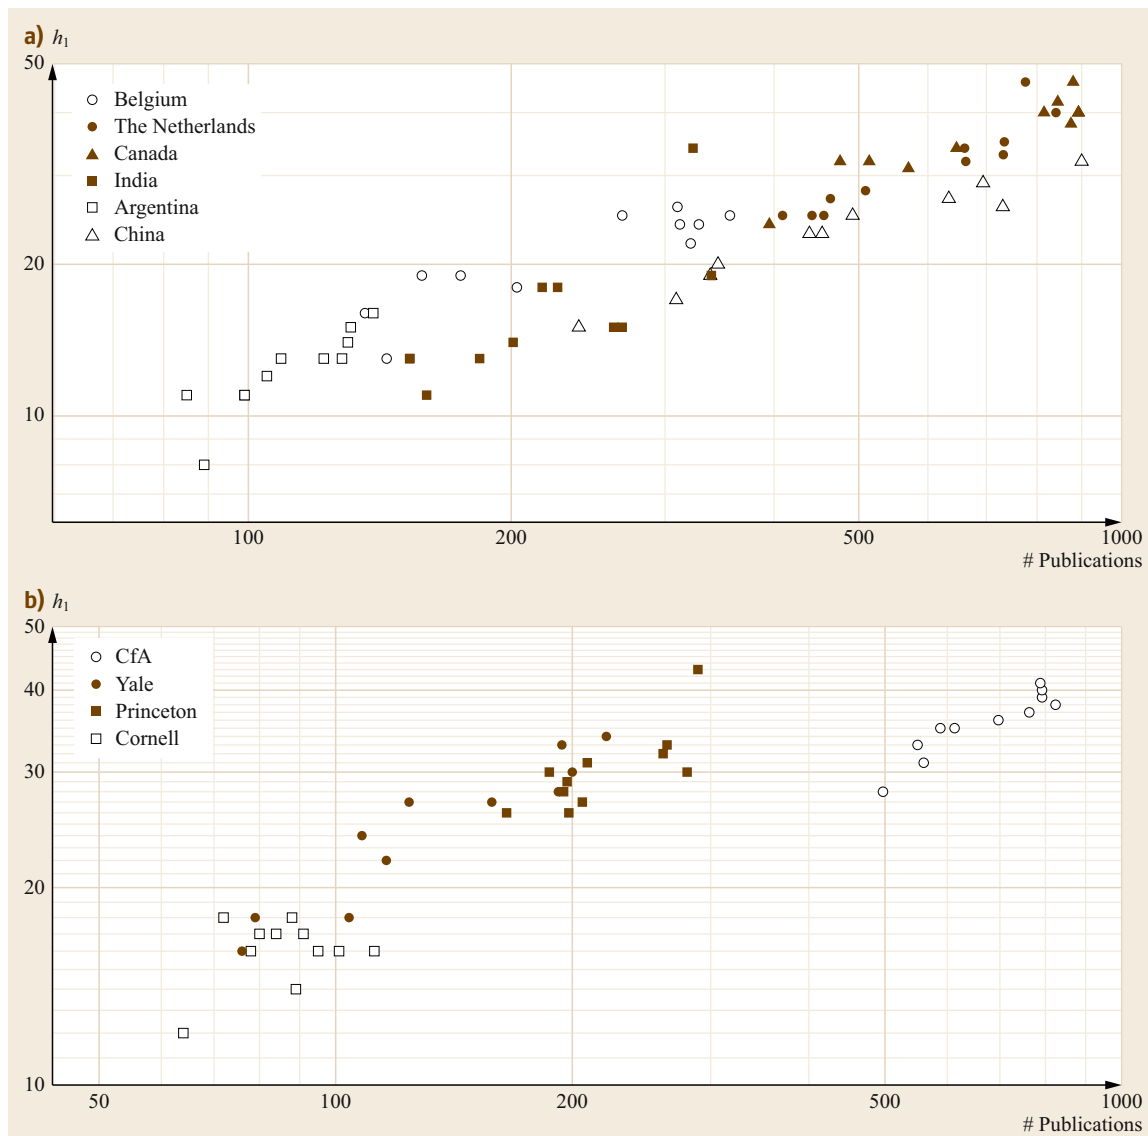 a) h₁
50
Belgium
The Netherlands
Canada
India
Argentina
China
20
10
100 200 500 1000
# Publications
b) h₁
50
CfA
Yale
Princeton
Cornell
40
30
20
10
50 100 200 500 1000
# Publications